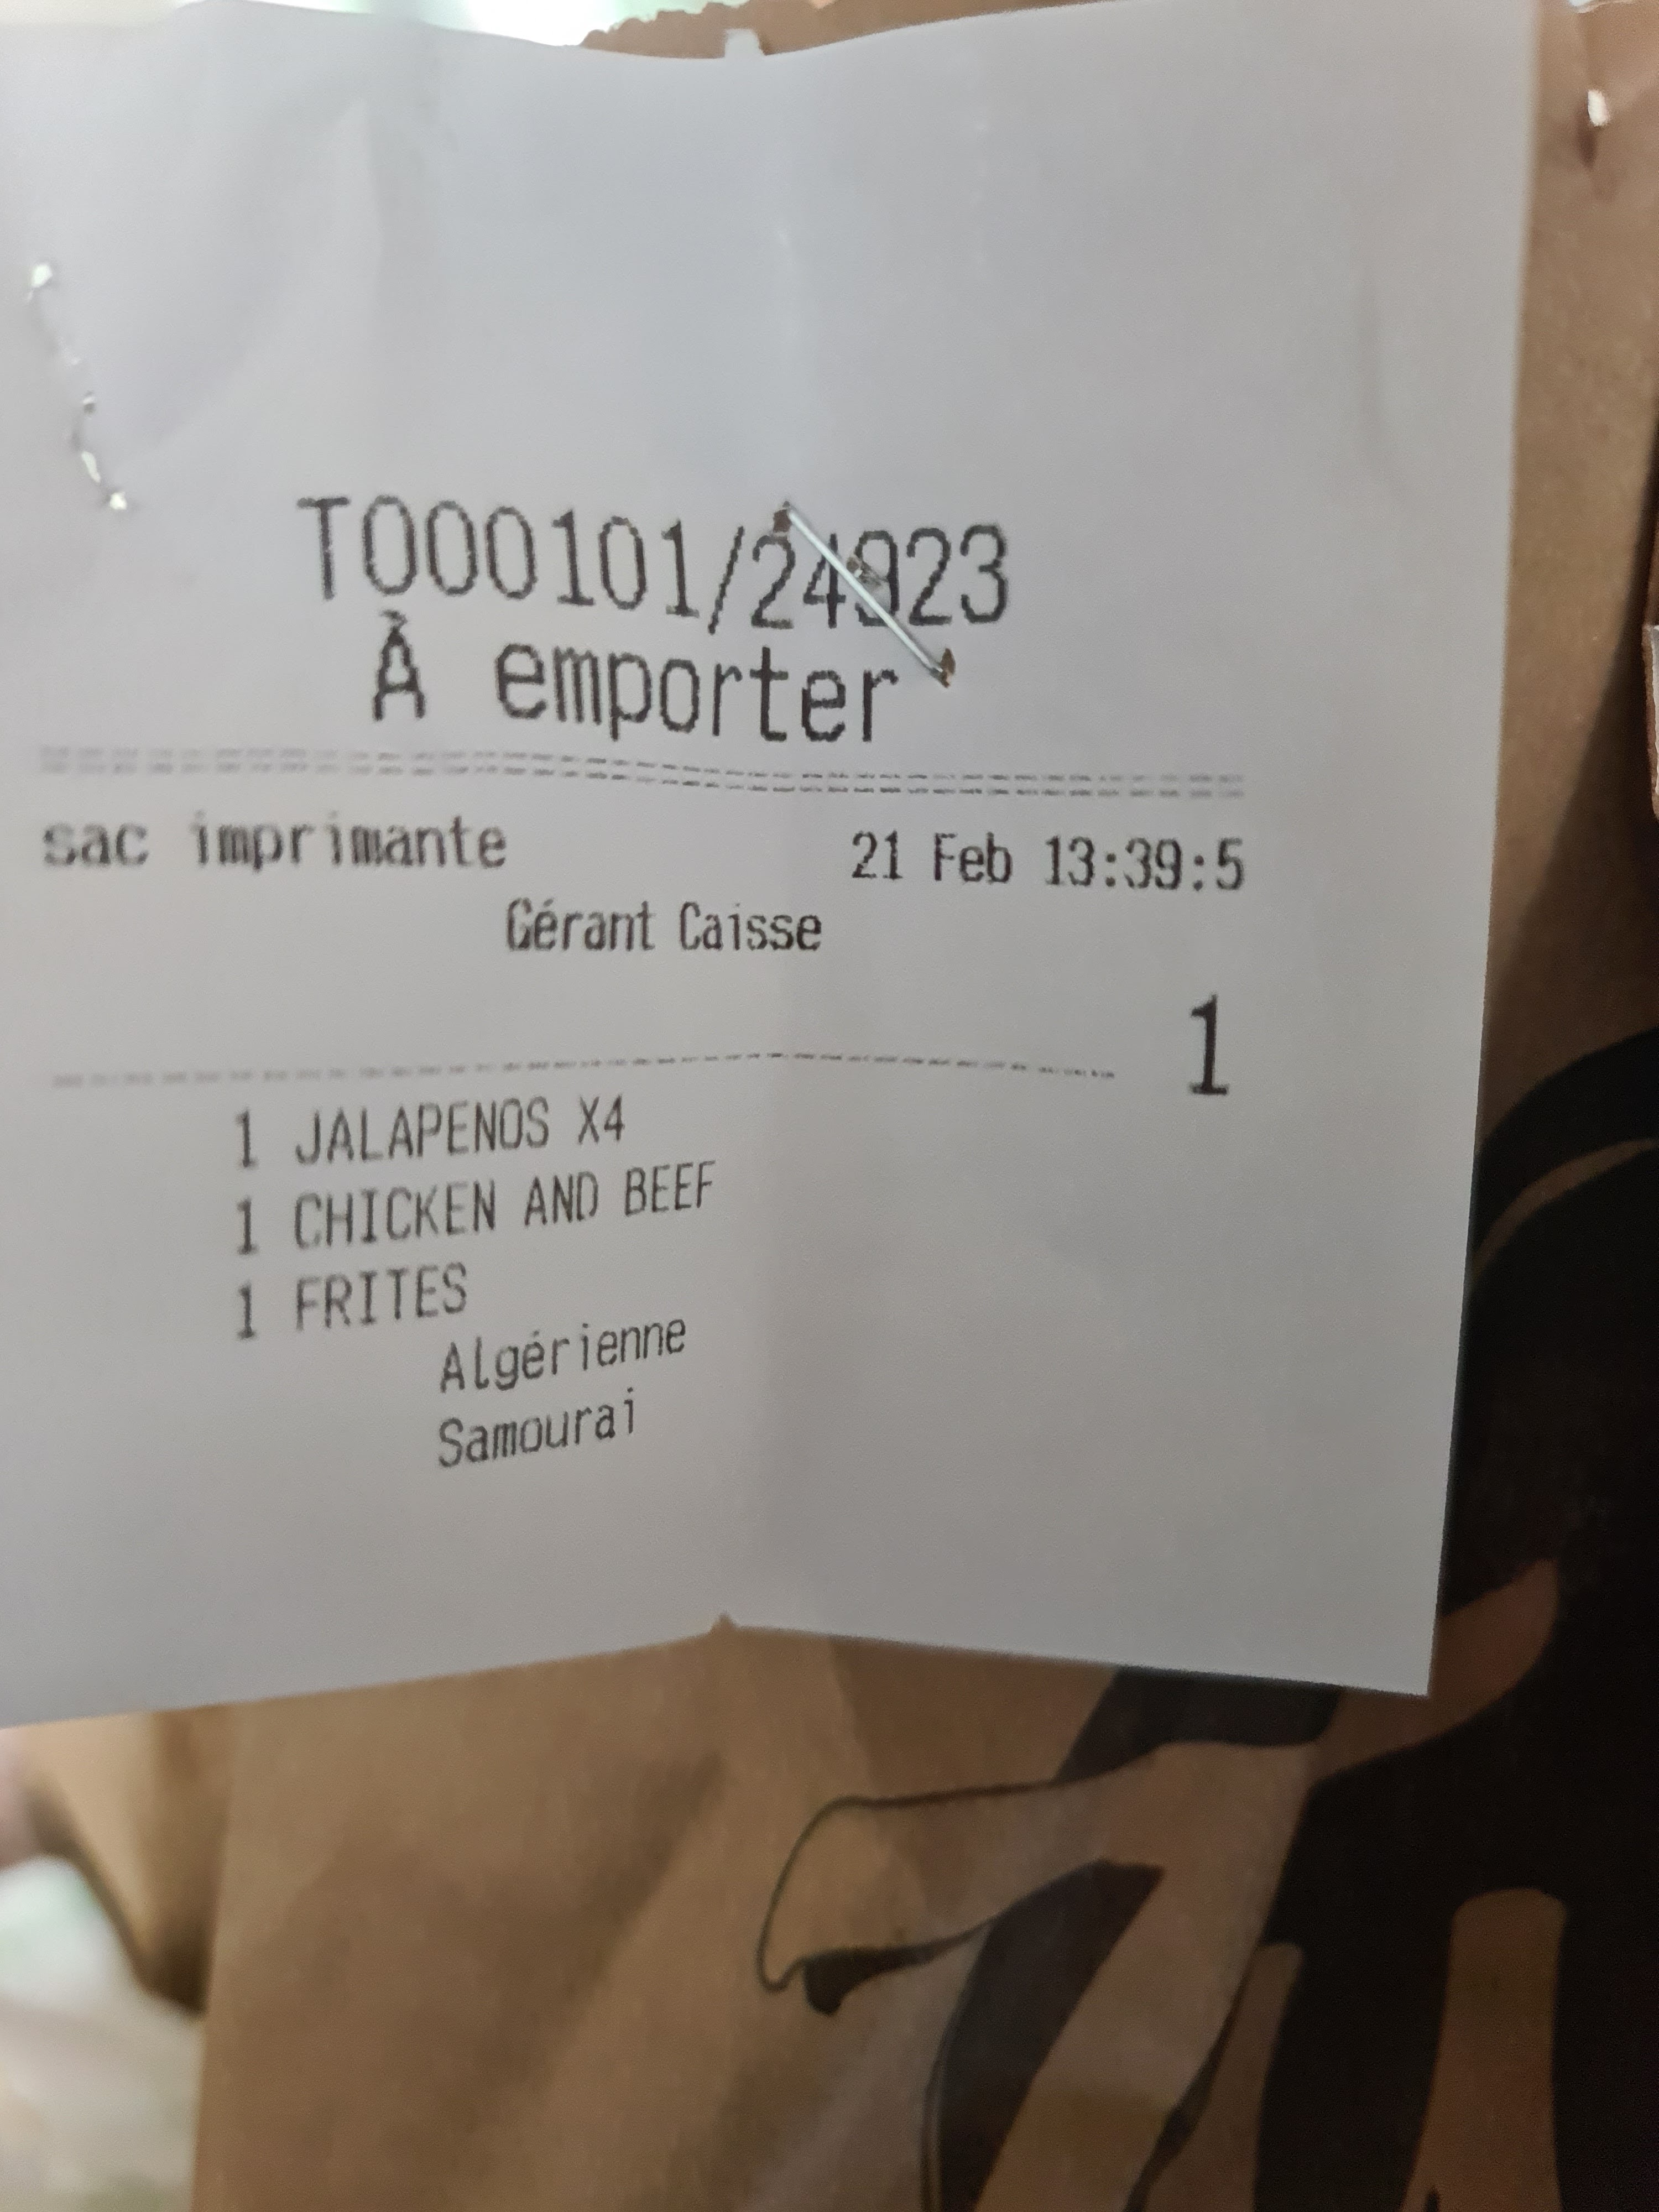 TO00101/24923
À emporter
sac imprimante 21 Feb 13:39:5
Gérant Caisse
1
1 JALAPENOS X4
1 CHICKEN AND BEEF
1 FRITES
Algérienne
Samourai